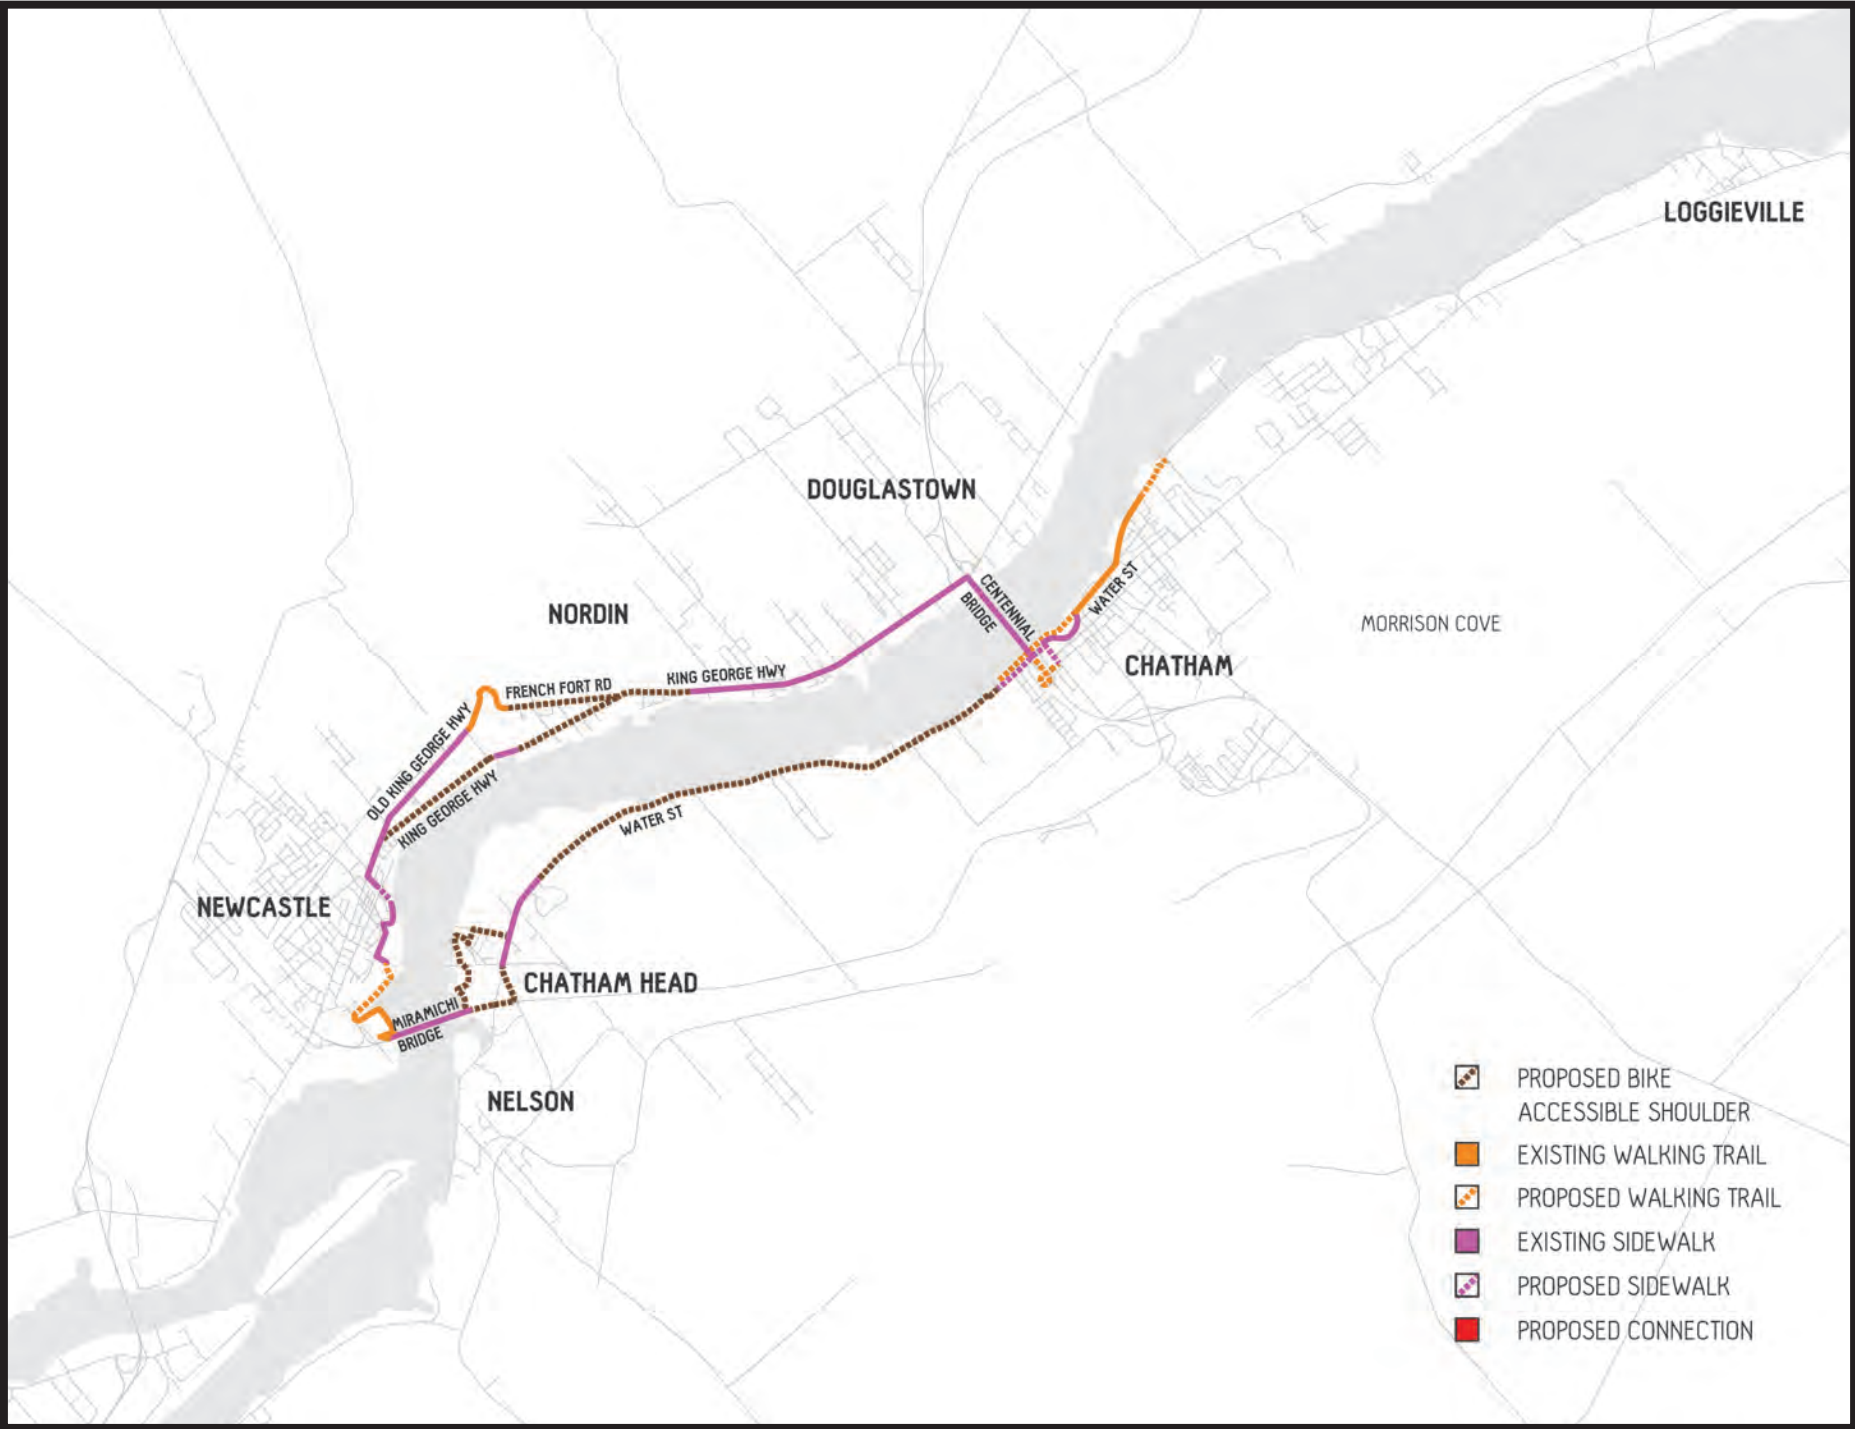 LOGGIEVILLE
DOUGLASTOWN
CENTENNIAL
BRIDGE
WATER ST
NORDIN
MORRISON COVE
CHATHAM
KING GEORGE HWY
FRENCH FORT RD
OLD KING GEORGE HWY
KING GEORGE HWY
WATER ST
NEWCASTLE
CHATHAM HEAD
MIRAMICHI
BRIDGE
NELSON
PROPOSED BIKE
ACCESSIBLE SHOULDER
EXISTING WALKING TRAIL
PROPOSED WALKING TRAIL
EXISTING SIDEWALK
PROPOSED SIDEWALK
PROPOSED CONNECTION